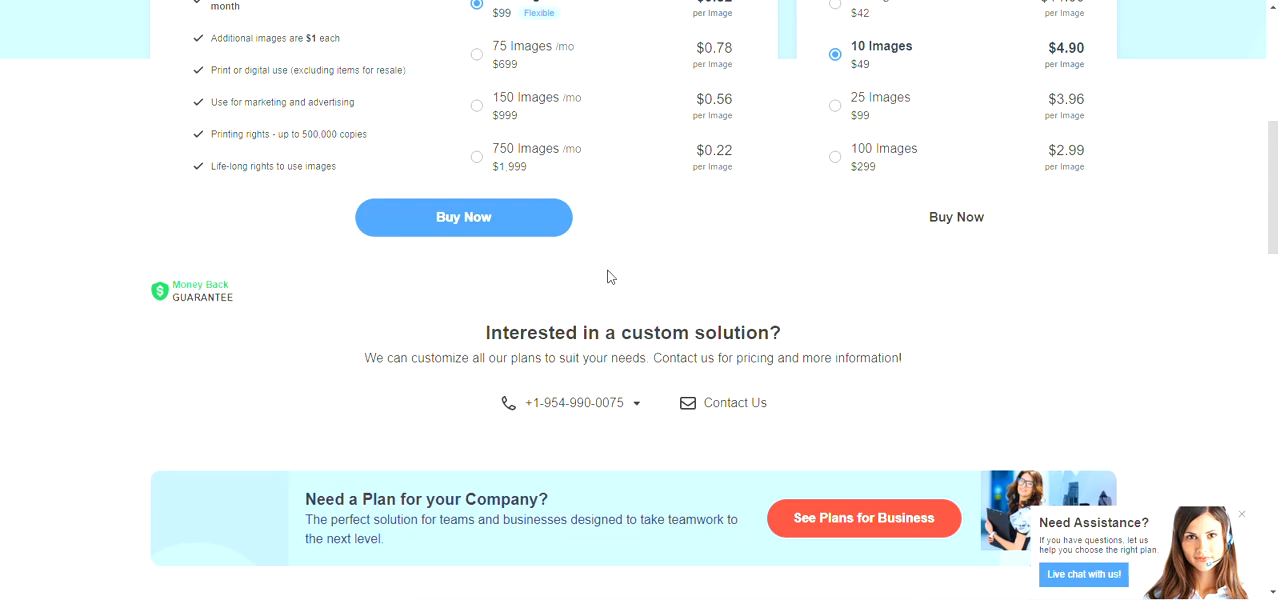 month
Additional images are $1 each
Print or digital use (excluding items for resale)
Use for marketing and advertising
Printing rights - up to 500,000 copies
Life-long rights to use images
$99 Flexible
per Image
75 Images /mo
$0.78
$699
per Image
150 Images /mo
$0.56
$999
per Image
750 Images /mo
$0.22
$1,999
per Image
$42
per Image
10 Images
$4.90
$49
per Image
25 Images
$3.96
$99
per Image
100 Images
$2.99
$299
per Image
Buy Now
Buy Now
Money Back
GUARANTEE
Interested in a custom solution?
We can customize all our plans to suit your needs. Contact us for pricing and more information!
+1-954-990-0075
Contact Us
Need a Plan for your Company?
The perfect solution for teams and businesses designed to take teamwork to
the next level.
See Plans for Business
Need Assistance?
If you have questions, let us
help you choose the right plan.
Live chat with us!